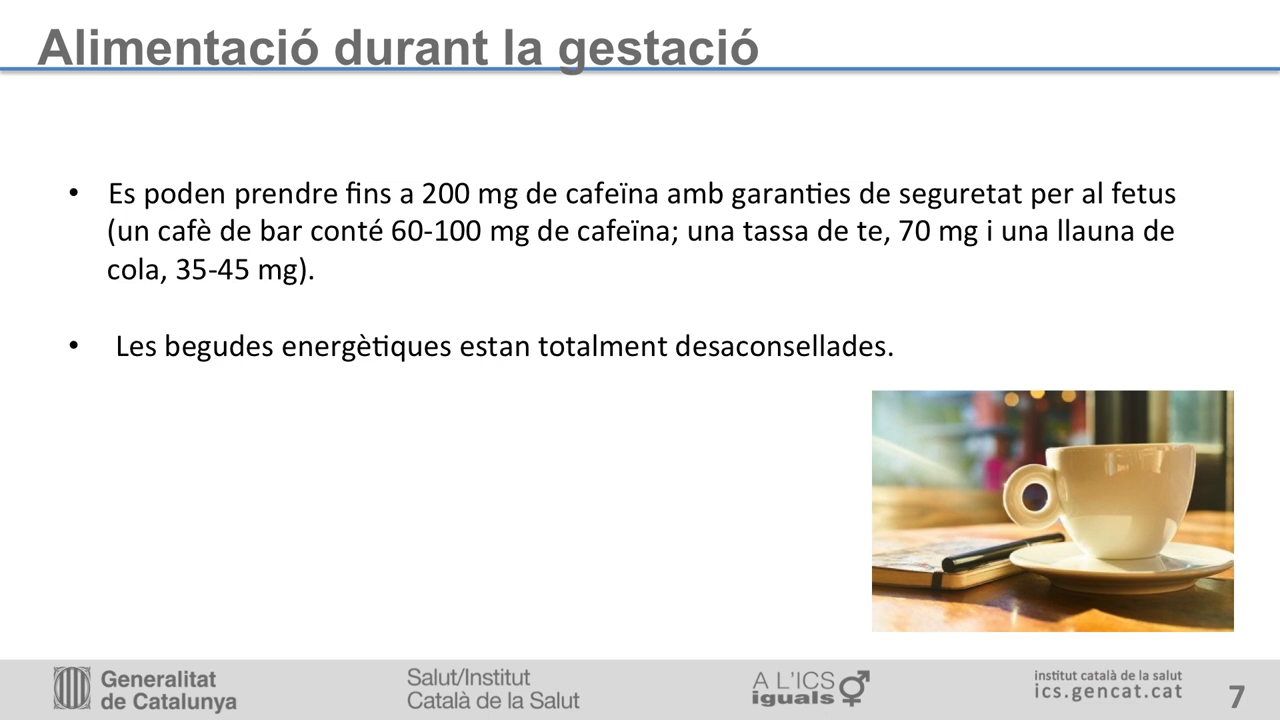 Alimentació durant la gestació
• Es poden prendre fins a 200 mg de cafeïna amb garanties de seguretat per al fetus
(un cafè de bar conté 60-100 mg de cafeïna; una tassa de te, 70 mg i una llauna de
cola, 35-45 mg).
• Les begudes energètiques estan totalment desaconsellades.
Generalitat
de Catalunya
Salut/Institut
Català de la Salut
A L'ICS
iguals
institut català de la salut
ics.gencat.cat
7